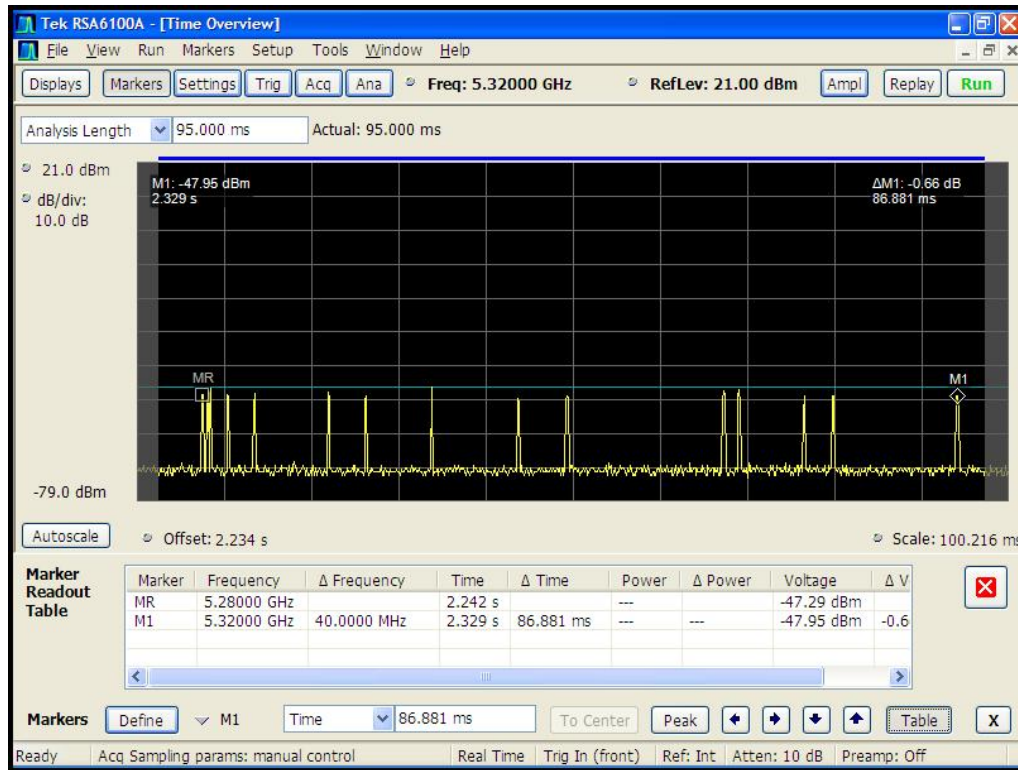 Tek RSA6100A - [Time Overview]
File View Run Markers Setup Tools Window Help
Displays Markers Settings Trig Acq Ana Freq: 5.32000 GHz RefLev: 21.00 dBm Ampl Replay Run
Analysis Length 95.000 ms Actual: 95.000 ms
21.0 dBm
dB/div:
10.0 dB
M1: -47.95 dBm
2.329 s
ΔM1: -0.66 dB
86.881 ms
MR
M1
-79.0 dBm
Autoscale Offset: 2.234 s Scale: 100.216 ms
Marker
Readout
Table
Marker Frequency Δ Frequency Time Δ Time Power Δ Power Voltage Δ V
MR 5.28000 GHz 2.242 s --- -47.29 dBm
M1 5.32000 GHz 40.0000 MHz 2.329 s 86.881 ms --- --- -47.95 dBm -0.6
Markers Define M1 Time 86.881 ms To Center Peak Table X
Ready Acq Sampling params: manual control Real Time Trig In (front) Ref: Int Atten: 10 dB Preamp: Off